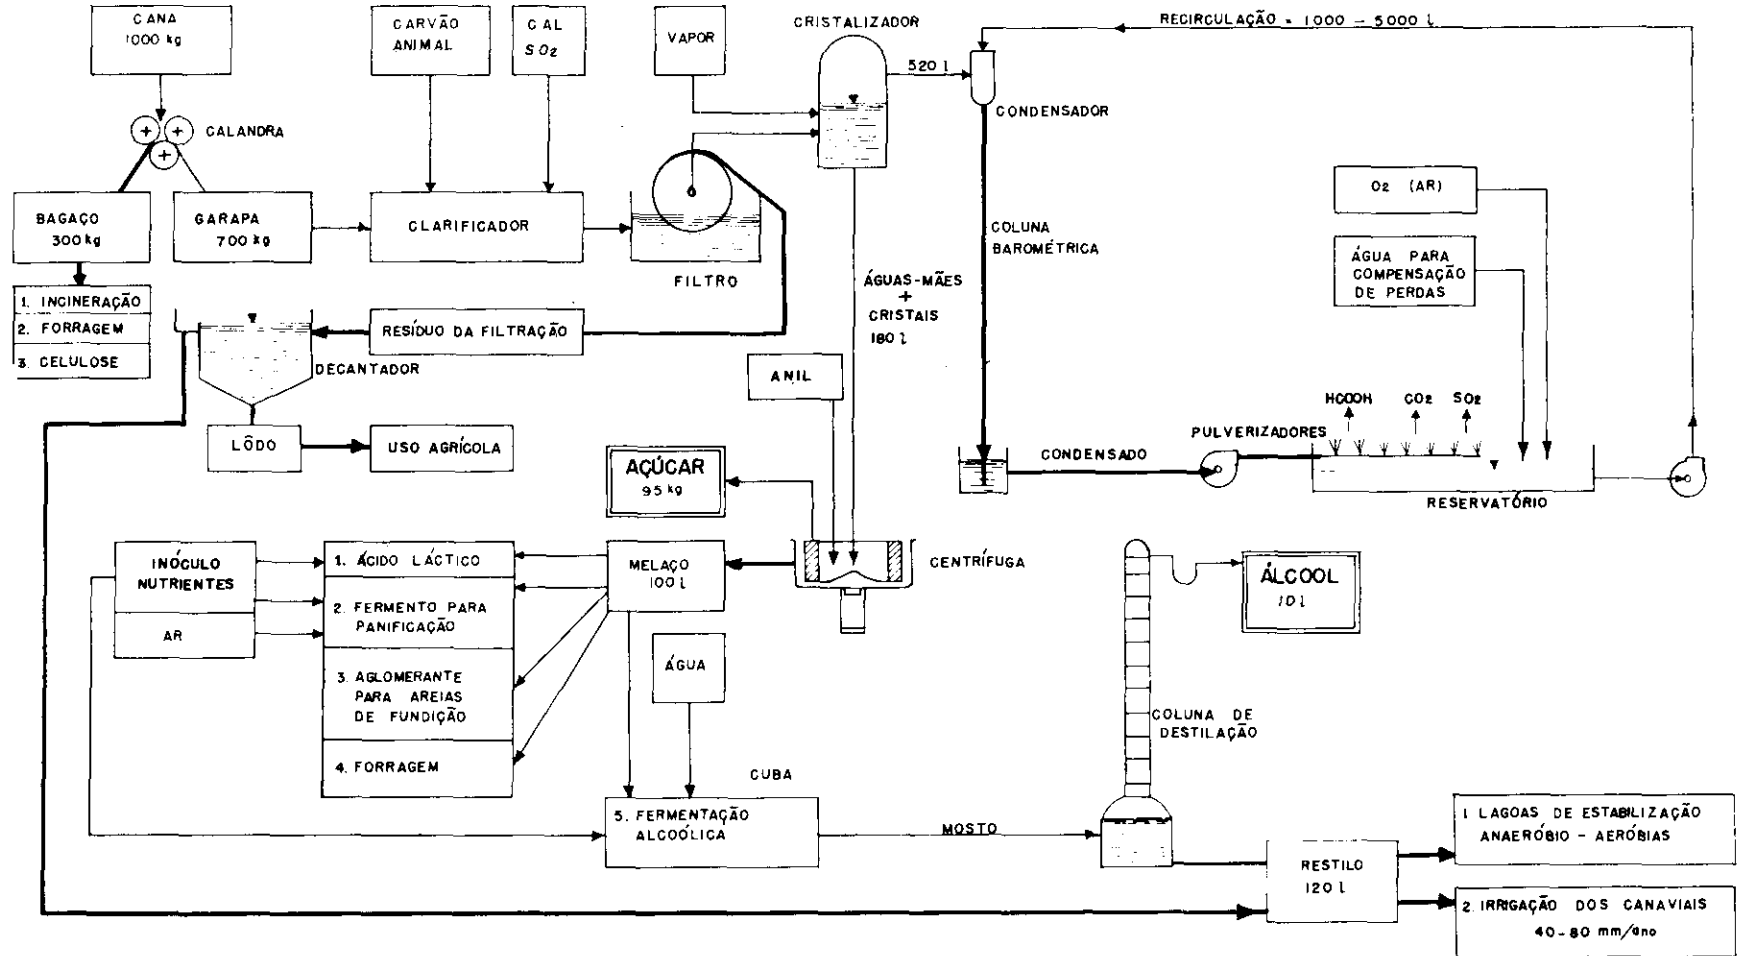 CANA
1000 kg
CARVÃO
ANIMAL
CAL
SO2
VAPOR
CRISTALIZADOR
RECIRCULAÇÃO = 1000 – 5000 l
520 l
CONDENSADOR
CALANDRA
BAGAÇO
300 kg
GARAPA
700 kg
CLARIFICADOR
FILTRO
O2 (AR)
COLUNA
BAROMÉTRICA
ÁGUA PARA
COMPENSAÇÃO
DE PERDAS
1. INCINERAÇÃO
2. FORRAGEM
3. CELULOSE
RESÍDUO DA FILTRAÇÃO
DECANTADOR
ÁGUAS-MÃES
+
CRISTAIS
180 l
ANIL
LÔDO
USO AGRÍCOLA
HCOOH
CO2
SO2
PULVERIZADORES
CONDENSADO
RESERVATÓRIO
AÇÚCAR
95 kg
INÓCULO
NUTRIENTES
AR
1. ÁCIDO LÁCTICO
2. FERMENTO PARA
PANIFICAÇÃO
3. AGLOMERANTE
PARA AREIAS
DE FUNDIÇÃO
4. FORRAGEM
MELAÇO
100 l
CENTRÍFUGA
ÁLCOOL
10 l
ÁGUA
COLUNA DE
DESTILAÇÃO
CUBA
5. FERMENTAÇÃO
ALCOÓLICA
MOSTO
RESTILO
120 l
1 LAGOAS DE ESTABILIZAÇÃO
ANAERÓBIO – AERÓBIAS
2. IRRIGAÇÃO DOS CANAVIAIS
40-80 mm/ano